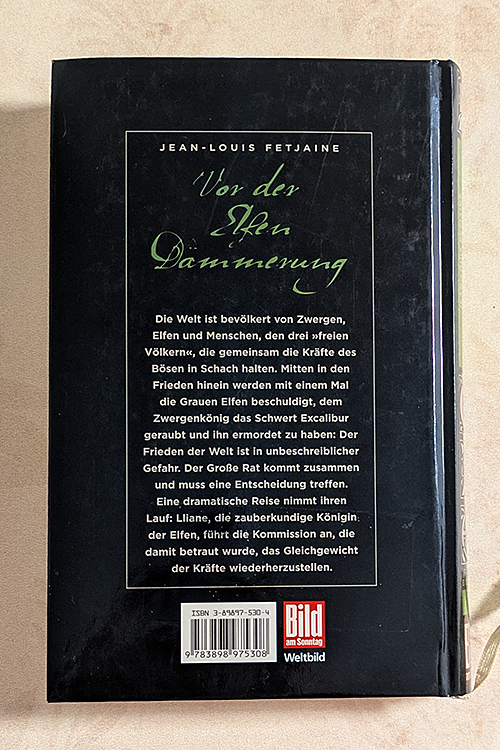 JEAN-LOUIS FETJAINE
Vor der
Elfen
Dämmerung
Die Welt ist bevölkert von Zwergen,
Elfen und Menschen, den drei »freien
Völkern«, die gemeinsam die Kräfte des
Bösen in Schach halten. Mitten in den
Frieden hinein werden mit einem Mal
die Grauen Elfen beschuldigt, dem
Zwergenkönig das Schwert Excalibur
geraubt und ihn ermordet zu haben: Der
Frieden der Welt ist in unbeschreiblicher
Gefahr. Der Große Rat kommt zusammen
und muss eine Entscheidung treffen.
Eine dramatische Reise nimmt ihren
Lauf: Lliane, die zauberkundige Königin
der Elfen, führt die Kommission an, die
damit betraut wurde, das Gleichgewicht
der Kräfte wiederherzustellen.
ISBN 3-89897-530-4
9 783898 975308
Bild
am Sonntag
Weltbild